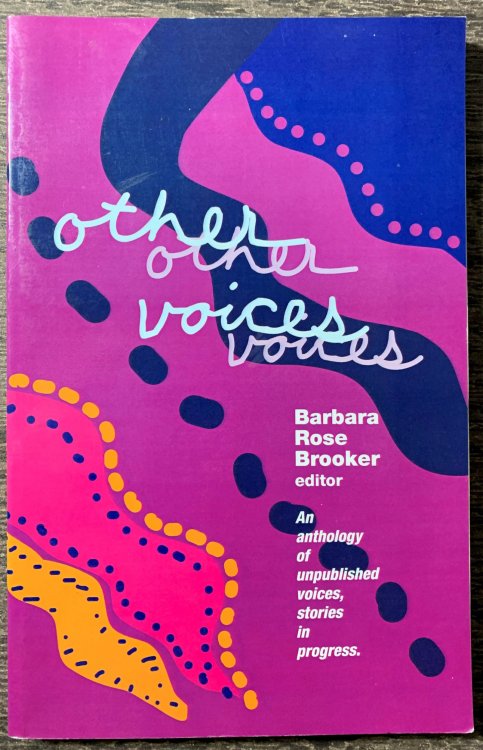 other
other
voices
voices
Barbara
Rose
Brooker
editor
An
anthology
of
unpublished
voices,
stories
in
progress.